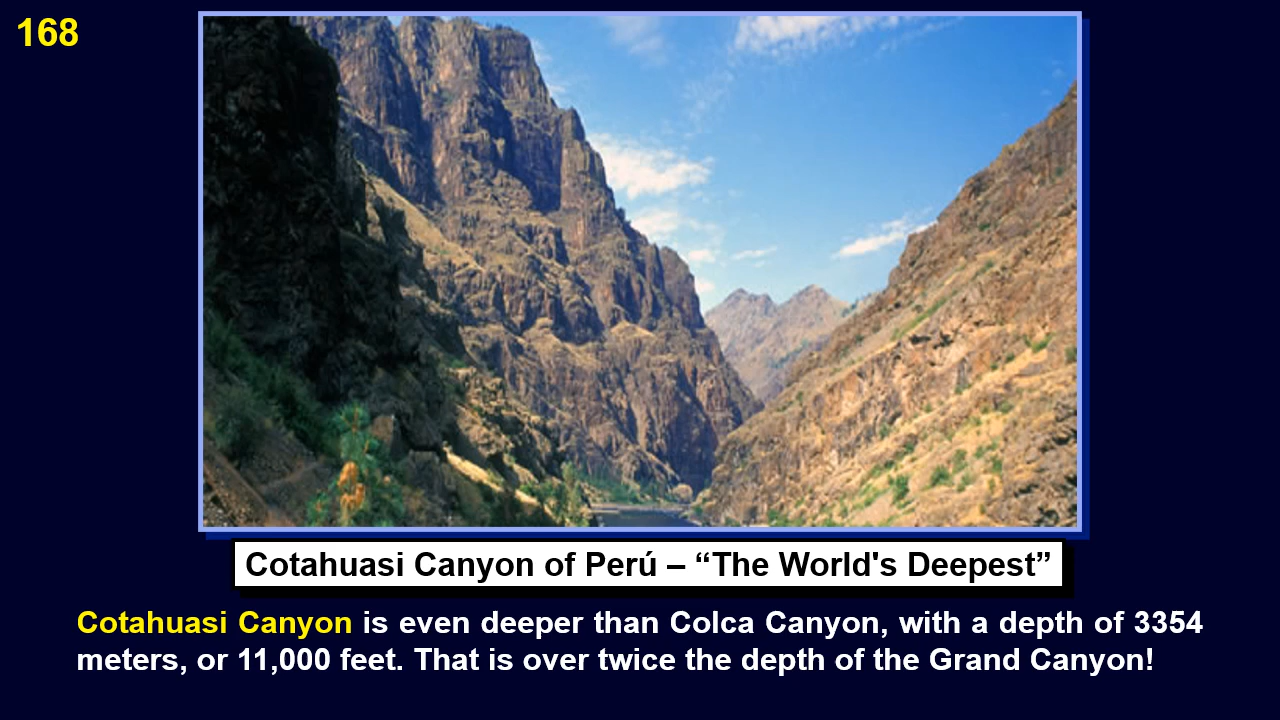 168
Cotahuasi Canyon of Perú – “The World's Deepest”
Cotahuasi Canyon is even deeper than Colca Canyon, with a depth of 3354
meters, or 11,000 feet. That is over twice the depth of the Grand Canyon!